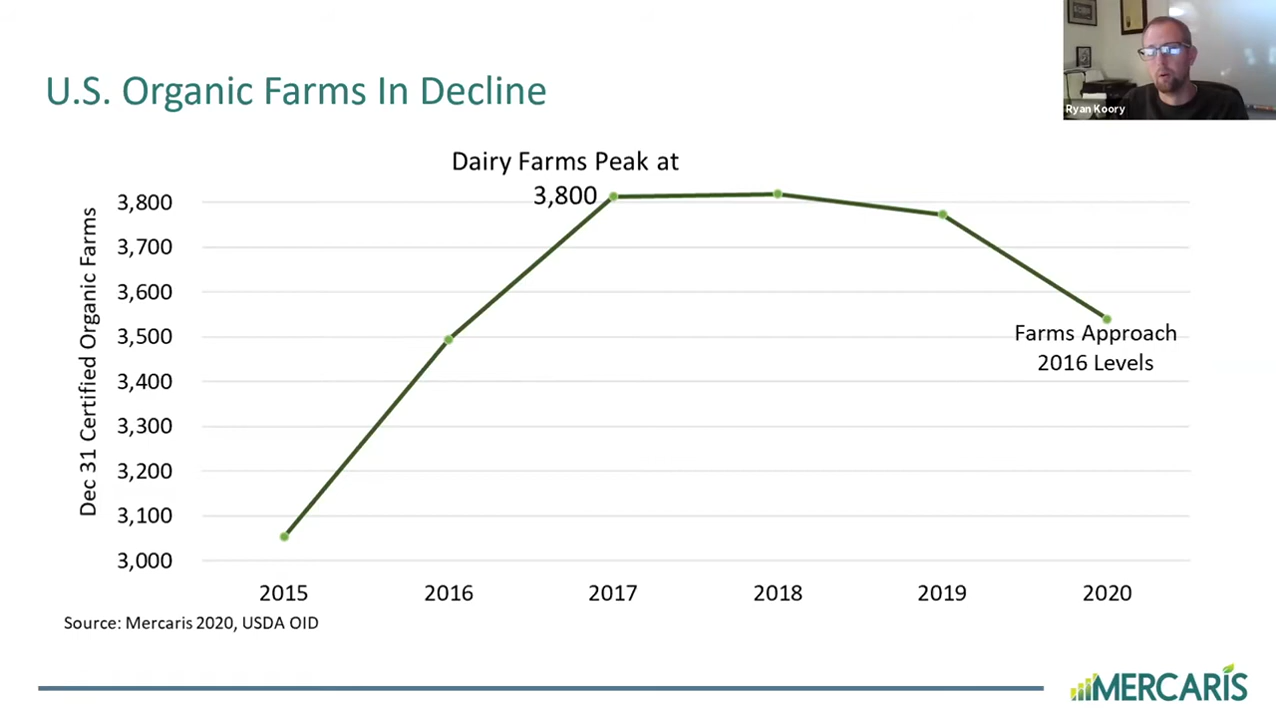 Ryan Koory
U.S. Organic Farms In Decline
Dairy Farms Peak at
3,800
Dec 31 Certified Organic Farms
3,800
3,700
3,600
3,500
3,400
3,300
3,200
3,100
3,000
Farms Approach
2016 Levels
2015 2016 2017 2018 2019 2020
Source: Mercaris 2020, USDA OID
MERCARIS